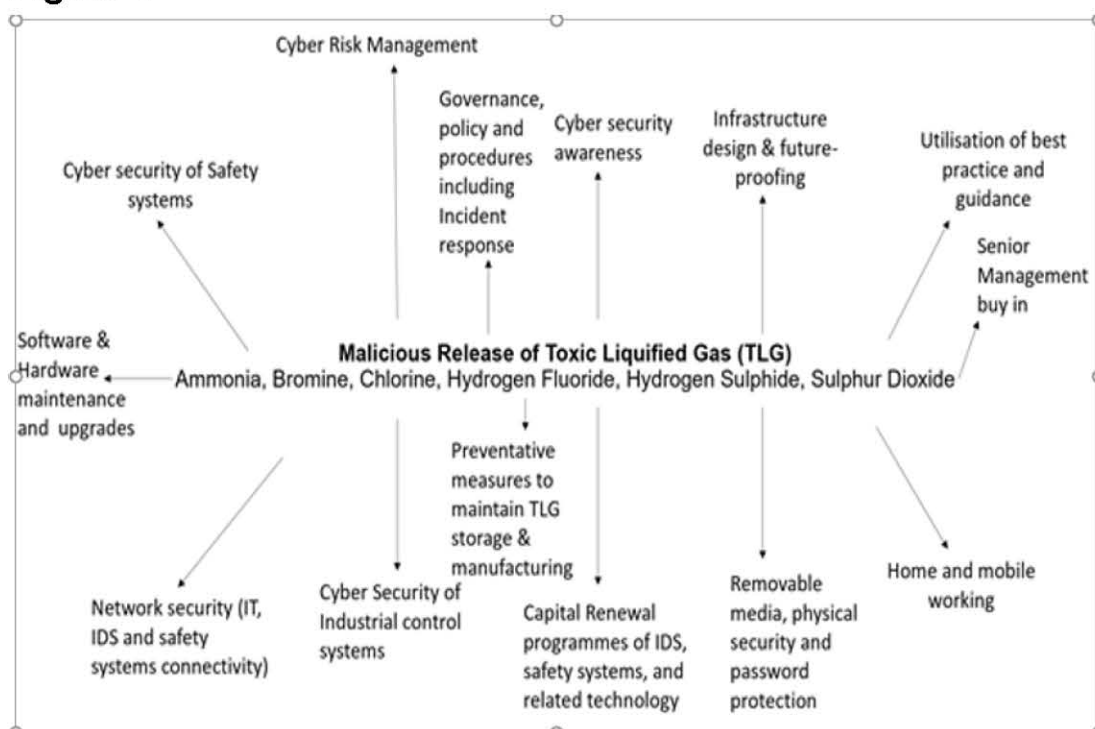 Cyber Risk Management
Governance,
policy and
procedures
including
Incident
response
Cyber security
awareness
Infrastructure
design & future-
proofing
Utilisation of best
practice and
guidance
Cyber security of Safety
systems
Senior
Management
buy in
Software &
Hardware
maintenance
and upgrades
Malicious Release of Toxic Liquified Gas (TLG)
Ammonia, Bromine, Chlorine, Hydrogen Fluoride, Hydrogen Sulphide, Sulphur Dioxide
Preventative
measures to
maintain TLG
storage &
manufacturing
Network security (IT,
IDS and safety
systems connectivity)
Cyber Security of
Industrial control
systems
Capital Renewal
programmes of IDS,
safety systems, and
related technology
Removable
media, physical
security and
password
protection
Home and mobile
working